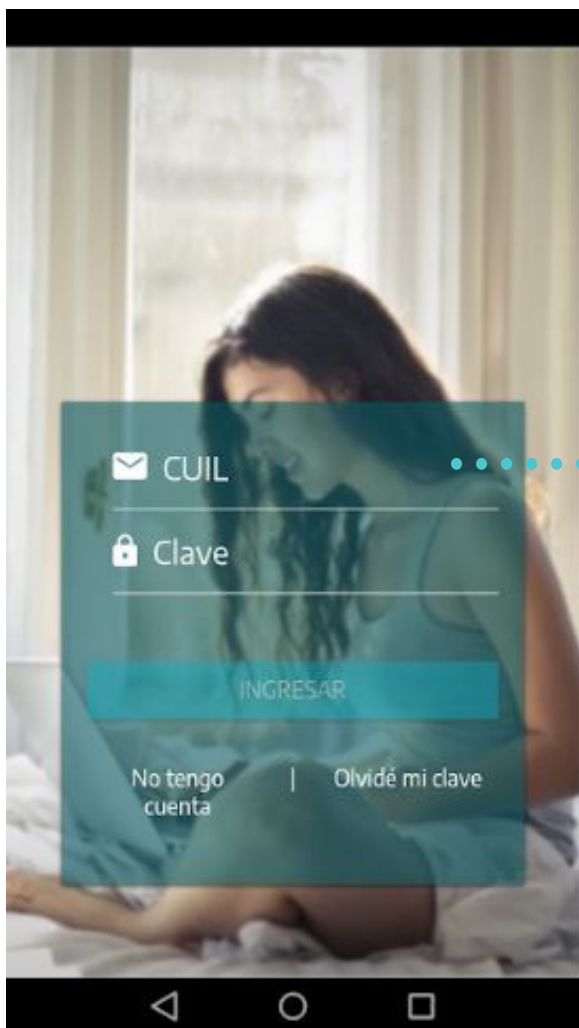 CUIL
Clave
INGRESAR
No tengo | Olvidé mi clave
cuenta